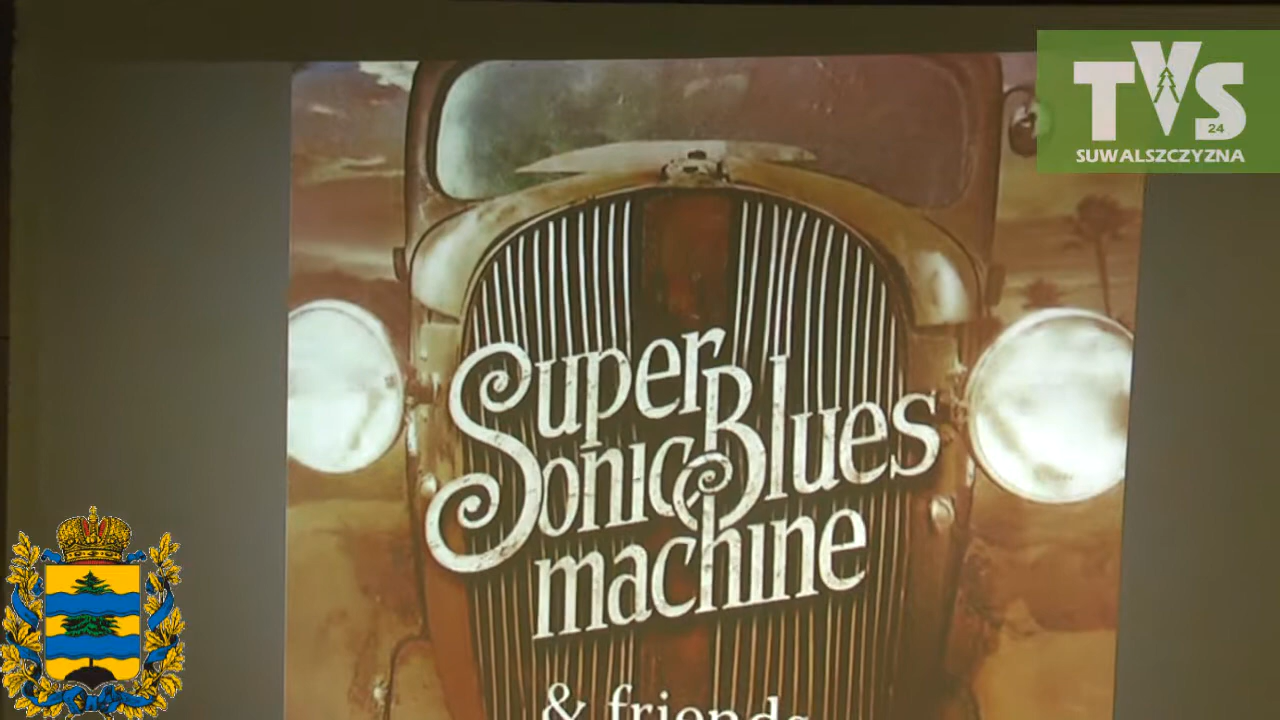 TVS
24
SUWALSZCZYZNA
Super
Sonic Blues
machine
& friends